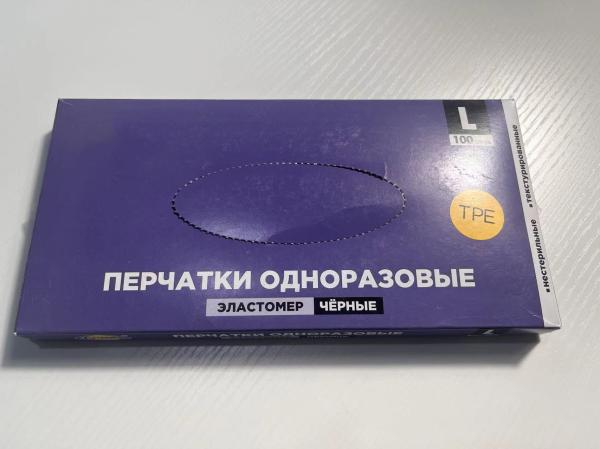 L
100
TPE
ПЕРЧАТКИ ОДНОРАЗОВЫЕ
ЭЛАСТОМЕР ЧЁРНЫЕ
•нестерильные •текстурированные
ПЕРЧАТКИ ОДНОРАЗОВЫЕ
L